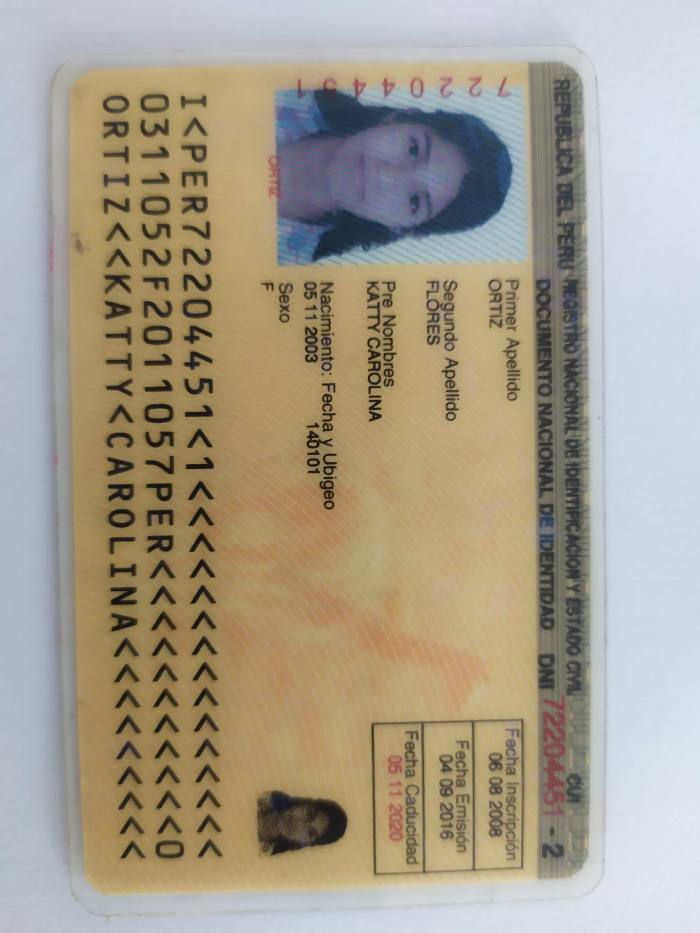 REPUBLICA DEL PERU REGISTRO NACIONAL DE IDENTIFICACION Y ESTADO CIVIL
CUI
DOCUMENTO NACIONAL DE IDENTIDAD DNI 72204451 - 2
7220445 1
ORTIZ
Primer Apellido
ORTIZ
Segundo Apellido
FLORES
Pre Nombres
KATTY CAROLINA
Nacimiento: Fecha y Ubigeo
05 11 2003 140101
Sexo
F
Fecha Inscripción
06 08 2008
Fecha Emisión
04 09 2016
Fecha Caducidad
05 11 2020
I<PER72204451<1<<<<<<<<<<<<<<<
0311052F2011057PER<<<<<<<<<<<0
ORTIZ<<KATTY<CAROLINA<<<<<<<<<